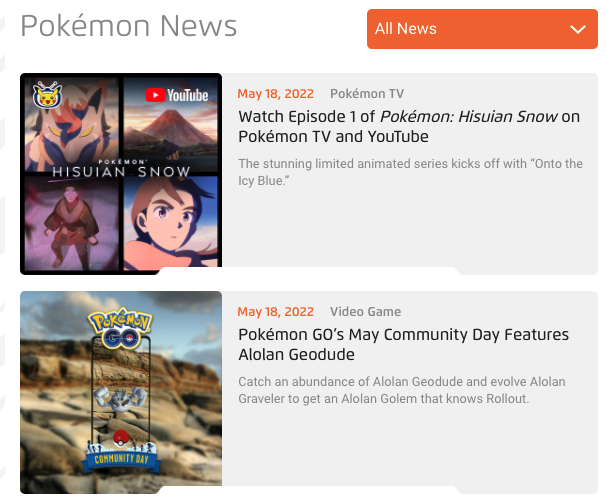 Pokémon News
All News
YouTube
POKÉMON
HISUIAN SNOW
May 18, 2022 Pokémon TV
Watch Episode 1 of Pokémon: Hisuian Snow on
Pokémon TV and YouTube
The stunning limited animated series kicks off with “Onto the
Icy Blue.”
Pokémon
GO
COMMUNITY DAY
May 18, 2022 Video Game
Pokémon GO’s May Community Day Features
Alolan Geodude
Catch an abundance of Alolan Geodude and evolve Alolan
Graveler to get an Alolan Golem that knows Rollout.